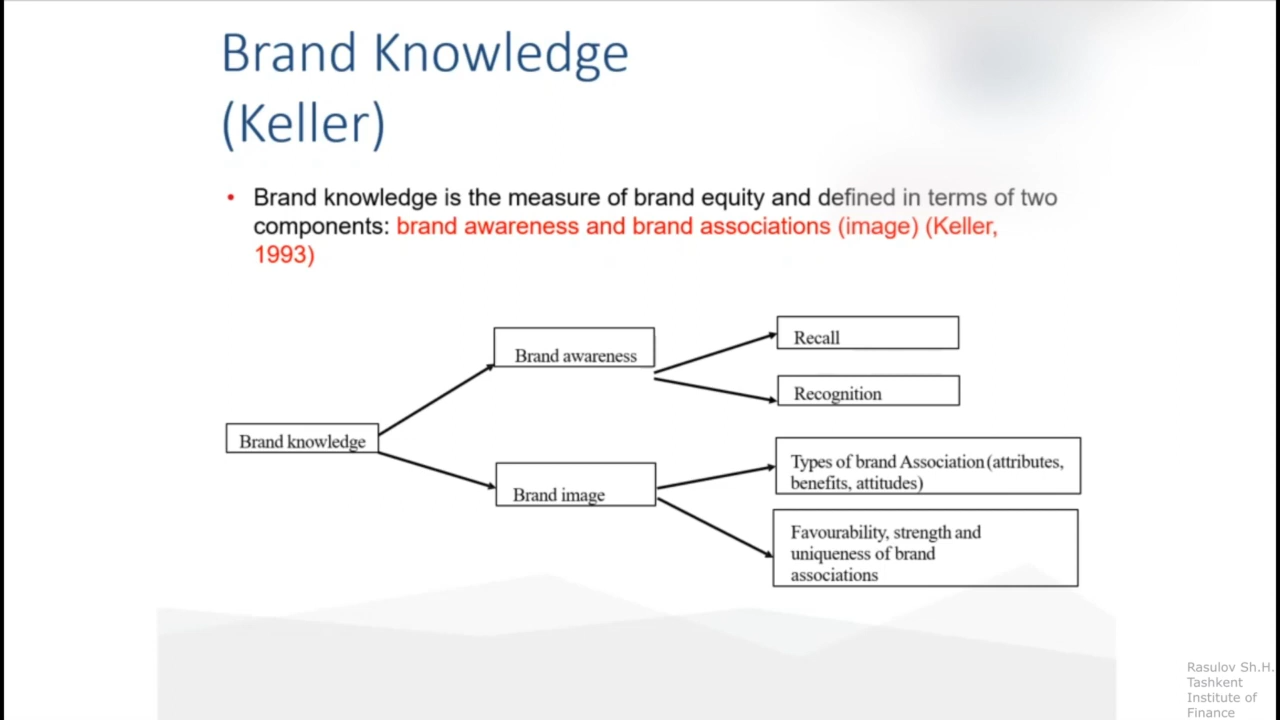 Brand Knowledge
(Keller)
• Brand knowledge is the measure of brand equity and defined in terms of two
components: brand awareness and brand associations (image) (Keller,
1993)
Recall
Brand awareness
Recognition
Brand knowledge
Types of brand Association (attributes,
benefits, attitudes)
Brand image
Favourability, strength and
uniqueness of brand
associations
Rasulov Sh.H.
Tashkent
Institute of
Finance